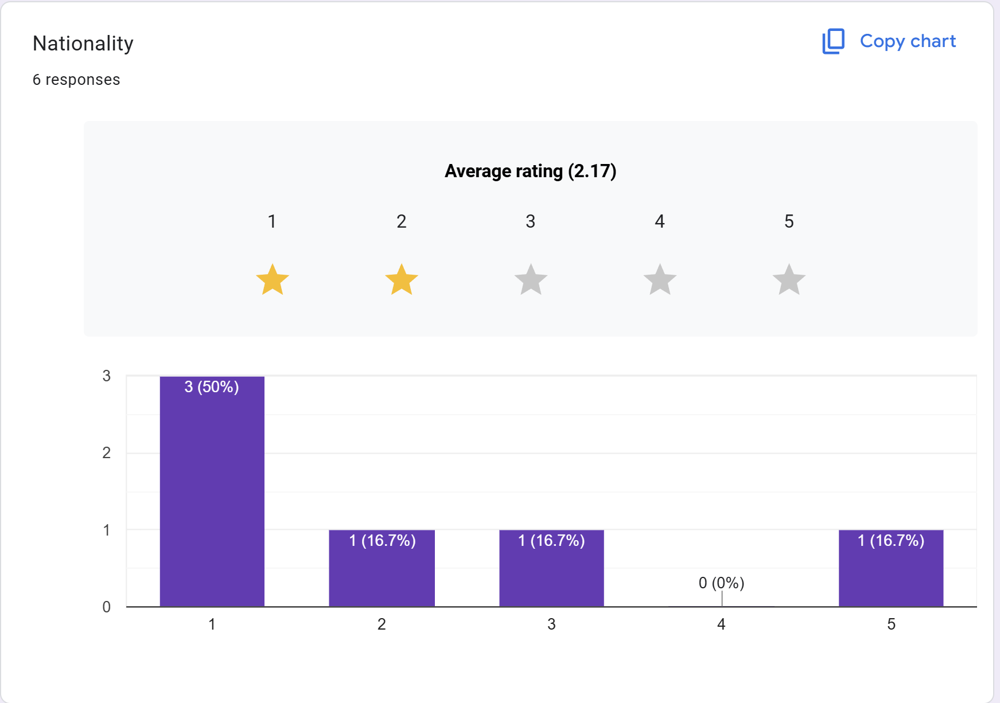 Nationality
Copy chart
6 responses
Average rating (2.17)
1 2 3 4 5
3
3 (50%)
2
1
1 (16.7%) 1 (16.7%) 1 (16.7%)
0 (0%)
0
1 2 3 4 5